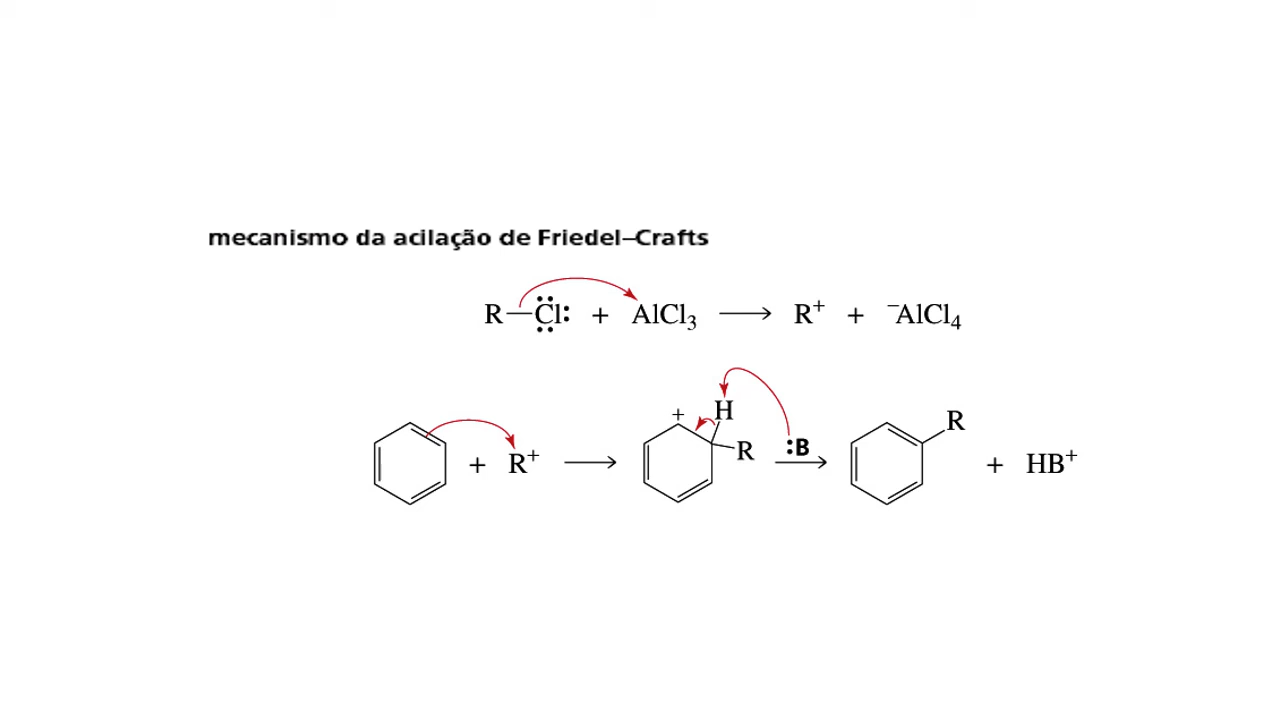 mecanismo da acilação de Friedel–Crafts
R—Cl: + AlCl₃ ⟶ R⁺ + ⁻AlCl₄
+ R⁺ ⟶ + H R :B ⟶ R + HB⁺